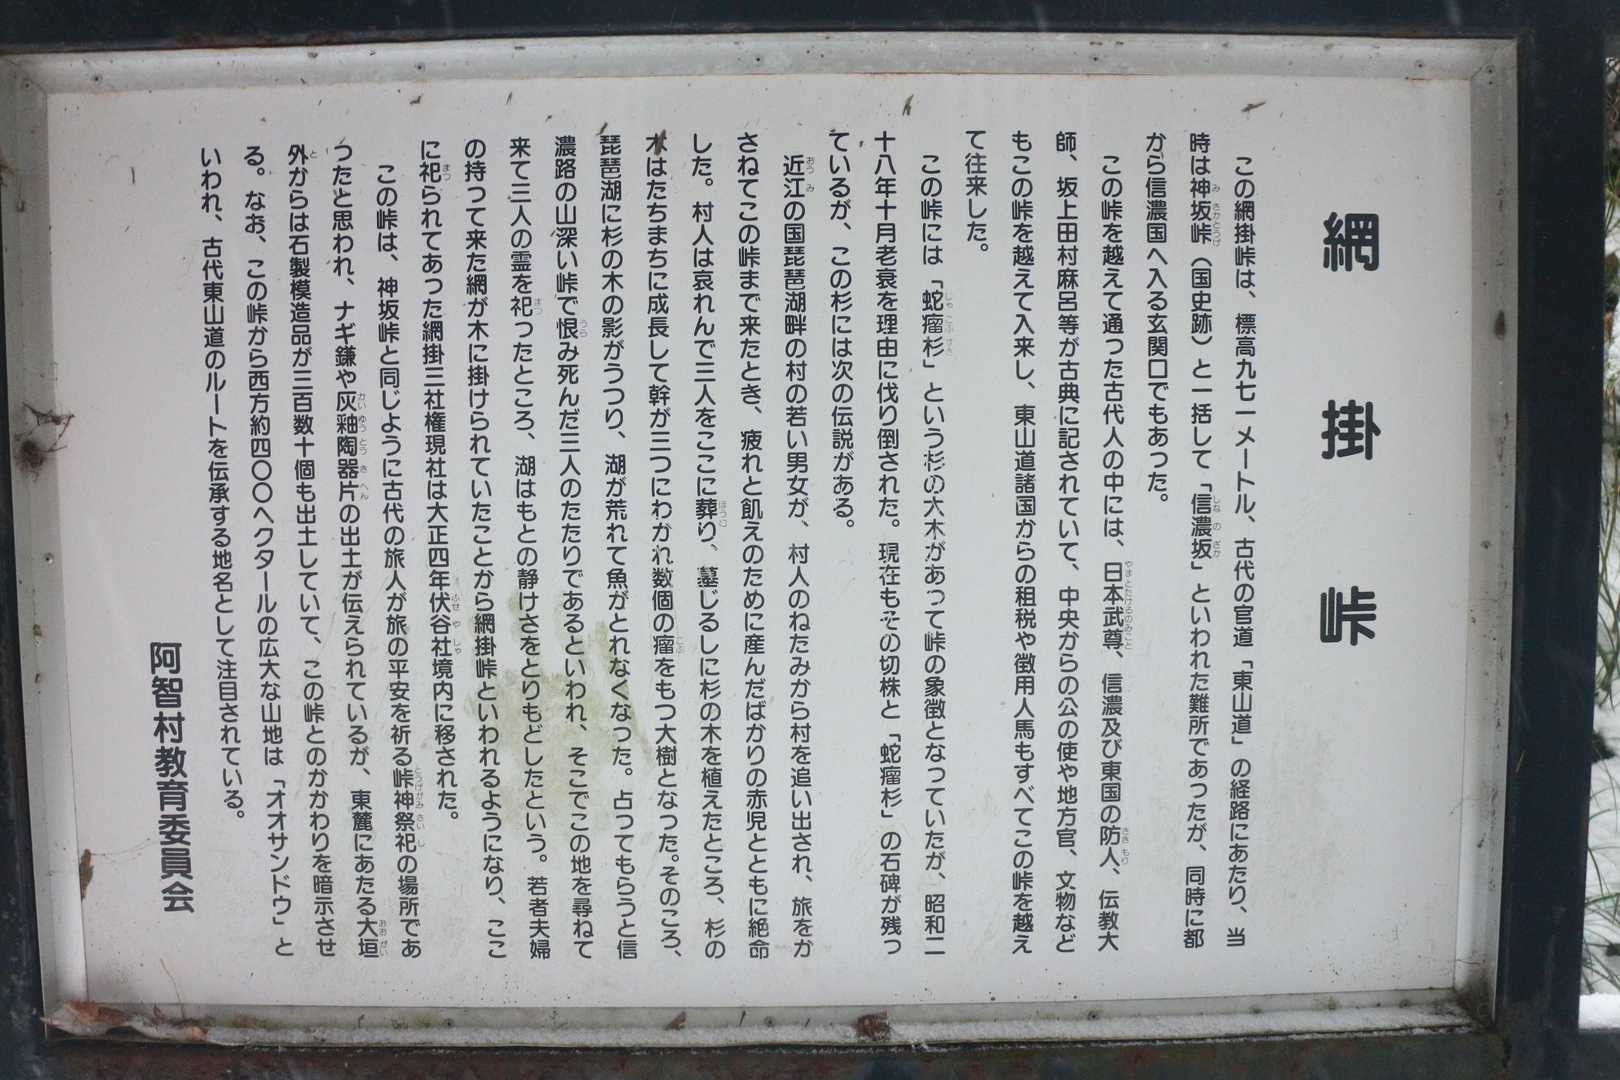 網掛峠
この網掛峠は、標高九七一メートル、古代の官道「東山道」の経路にあたり、当
時は神坂峠（国史跡）と一括して「信濃坂」といわれた難所であったが、同時に都
から信濃国へ入る玄関口でもあった。
この峠を越えて通った古代人の中には、日本武尊、信濃及び東国の防人、伝教大
師、坂上田村麻呂等が古典に記されていて、中央からの公の使や地方官、文物など
もこの峠を越えて入来し、東山道諸国からの租税や徴用人馬もすべてこの峠を越え
て往来した。
この峠には「蛇瘤杉」という杉の大木があって峠の象徴となっていたが、昭和二
十八年十月老衰を理由に伐り倒された。現在もその切株と「蛇瘤杉」の石碑が残っ
ているが、この杉には次の伝説がある。
近江の国琵琶湖畔の村の若い男女が、村人のねたみから村を追い出され、旅をか
さねてこの峠まで来たとき、疲れと飢えのために産んだばかりの赤児とともに絶命
した。村人は哀れんで三人をここに葬り、墓じるしに杉の木を植えたところ、杉の
木はたちまちに成長して幹が三つにわかれ数個の瘤をもつ大樹となった。そのころ、
琵琶湖に杉の木の影がうつり、湖が荒れて魚がとれなくなった。占ってもらうと信
濃路の山深い峠で恨み死んだ三人のたたりであるといわれ、そこでこの地を尋ねて
来て三人の霊を祀ったところ、湖はもとの静けさをとりもどしたという。若者夫婦
の持つて来た網が木に掛けられていたことから網掛峠といわれるようになり、ここ
に祀られてあった網掛三社権現社は大正四年伏谷社境内に移された。
この峠は、神坂峠と同じように古代の旅人が旅の平安を祈る峠神祭祀の場所であ
つたと思われ、ナギ鎌や灰釉陶器片の出土が伝えられているが、東麓にあたる大垣
外からは石製模造品が三百数十個も出土していて、この峠とのかかわりを暗示させ
る。なお、この峠から西方約四〇〇ヘクタールの広大な山地は「オオサンドウ」と
いわれ、古代東山道のルートを伝承する地名として注目されている。
阿智村教育委員会